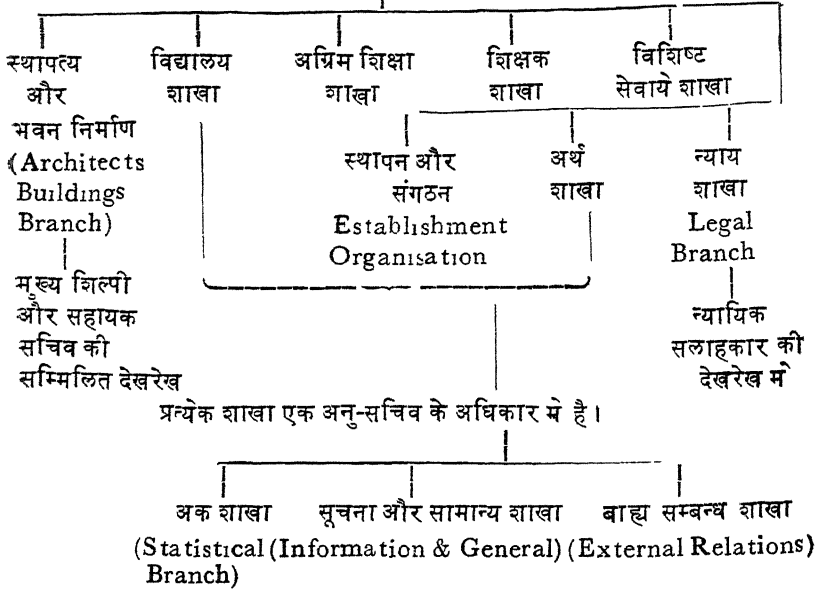 स्थापत्य विद्यालय अग्रिम शिक्षा शिक्षक विशिष्ट
और शाखा शाखा शाखा सेवाये शाखा
भवन निर्माण
(Architects स्थापन और अर्थ न्याय
Buildings संगठन शाखा शाखा
Branch) Establishment Legal
Organisation Branch
मुख्य शिल्पी
और सहायक न्यायिक
सचिव की सलाहकार की
सम्मिलित देखरेख देखरेख मे
प्रत्येक शाखा एक अनु-सचिव के अधिकार मे है।
अक शाखा सूचना और सामान्य शाखा बाह्य सम्बन्ध शाखा
(Statistical (Information & General) (External Relations)
Branch)